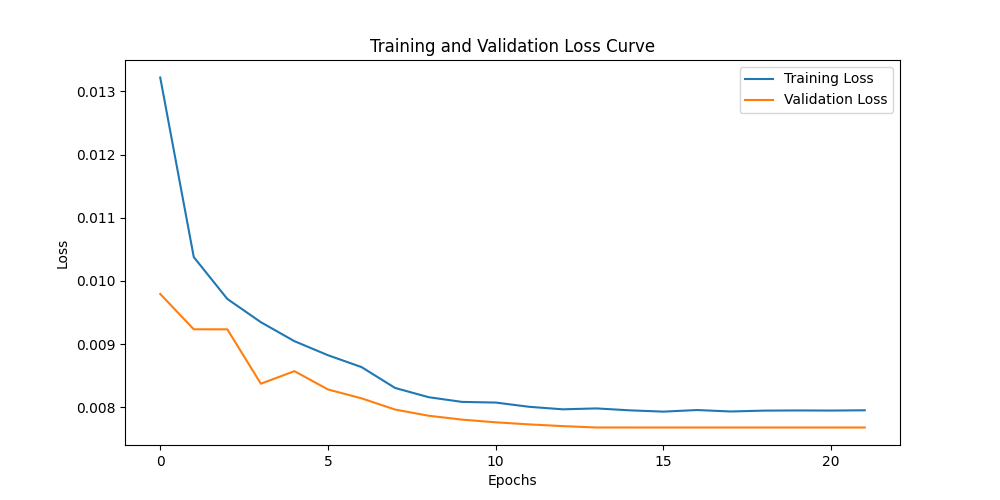 Training and Validation Loss Curve
Training Loss
Validation Loss
0.013
0.012
0.011
0.010
0.009
0.008
Loss
0 5 10 15 20
Epochs